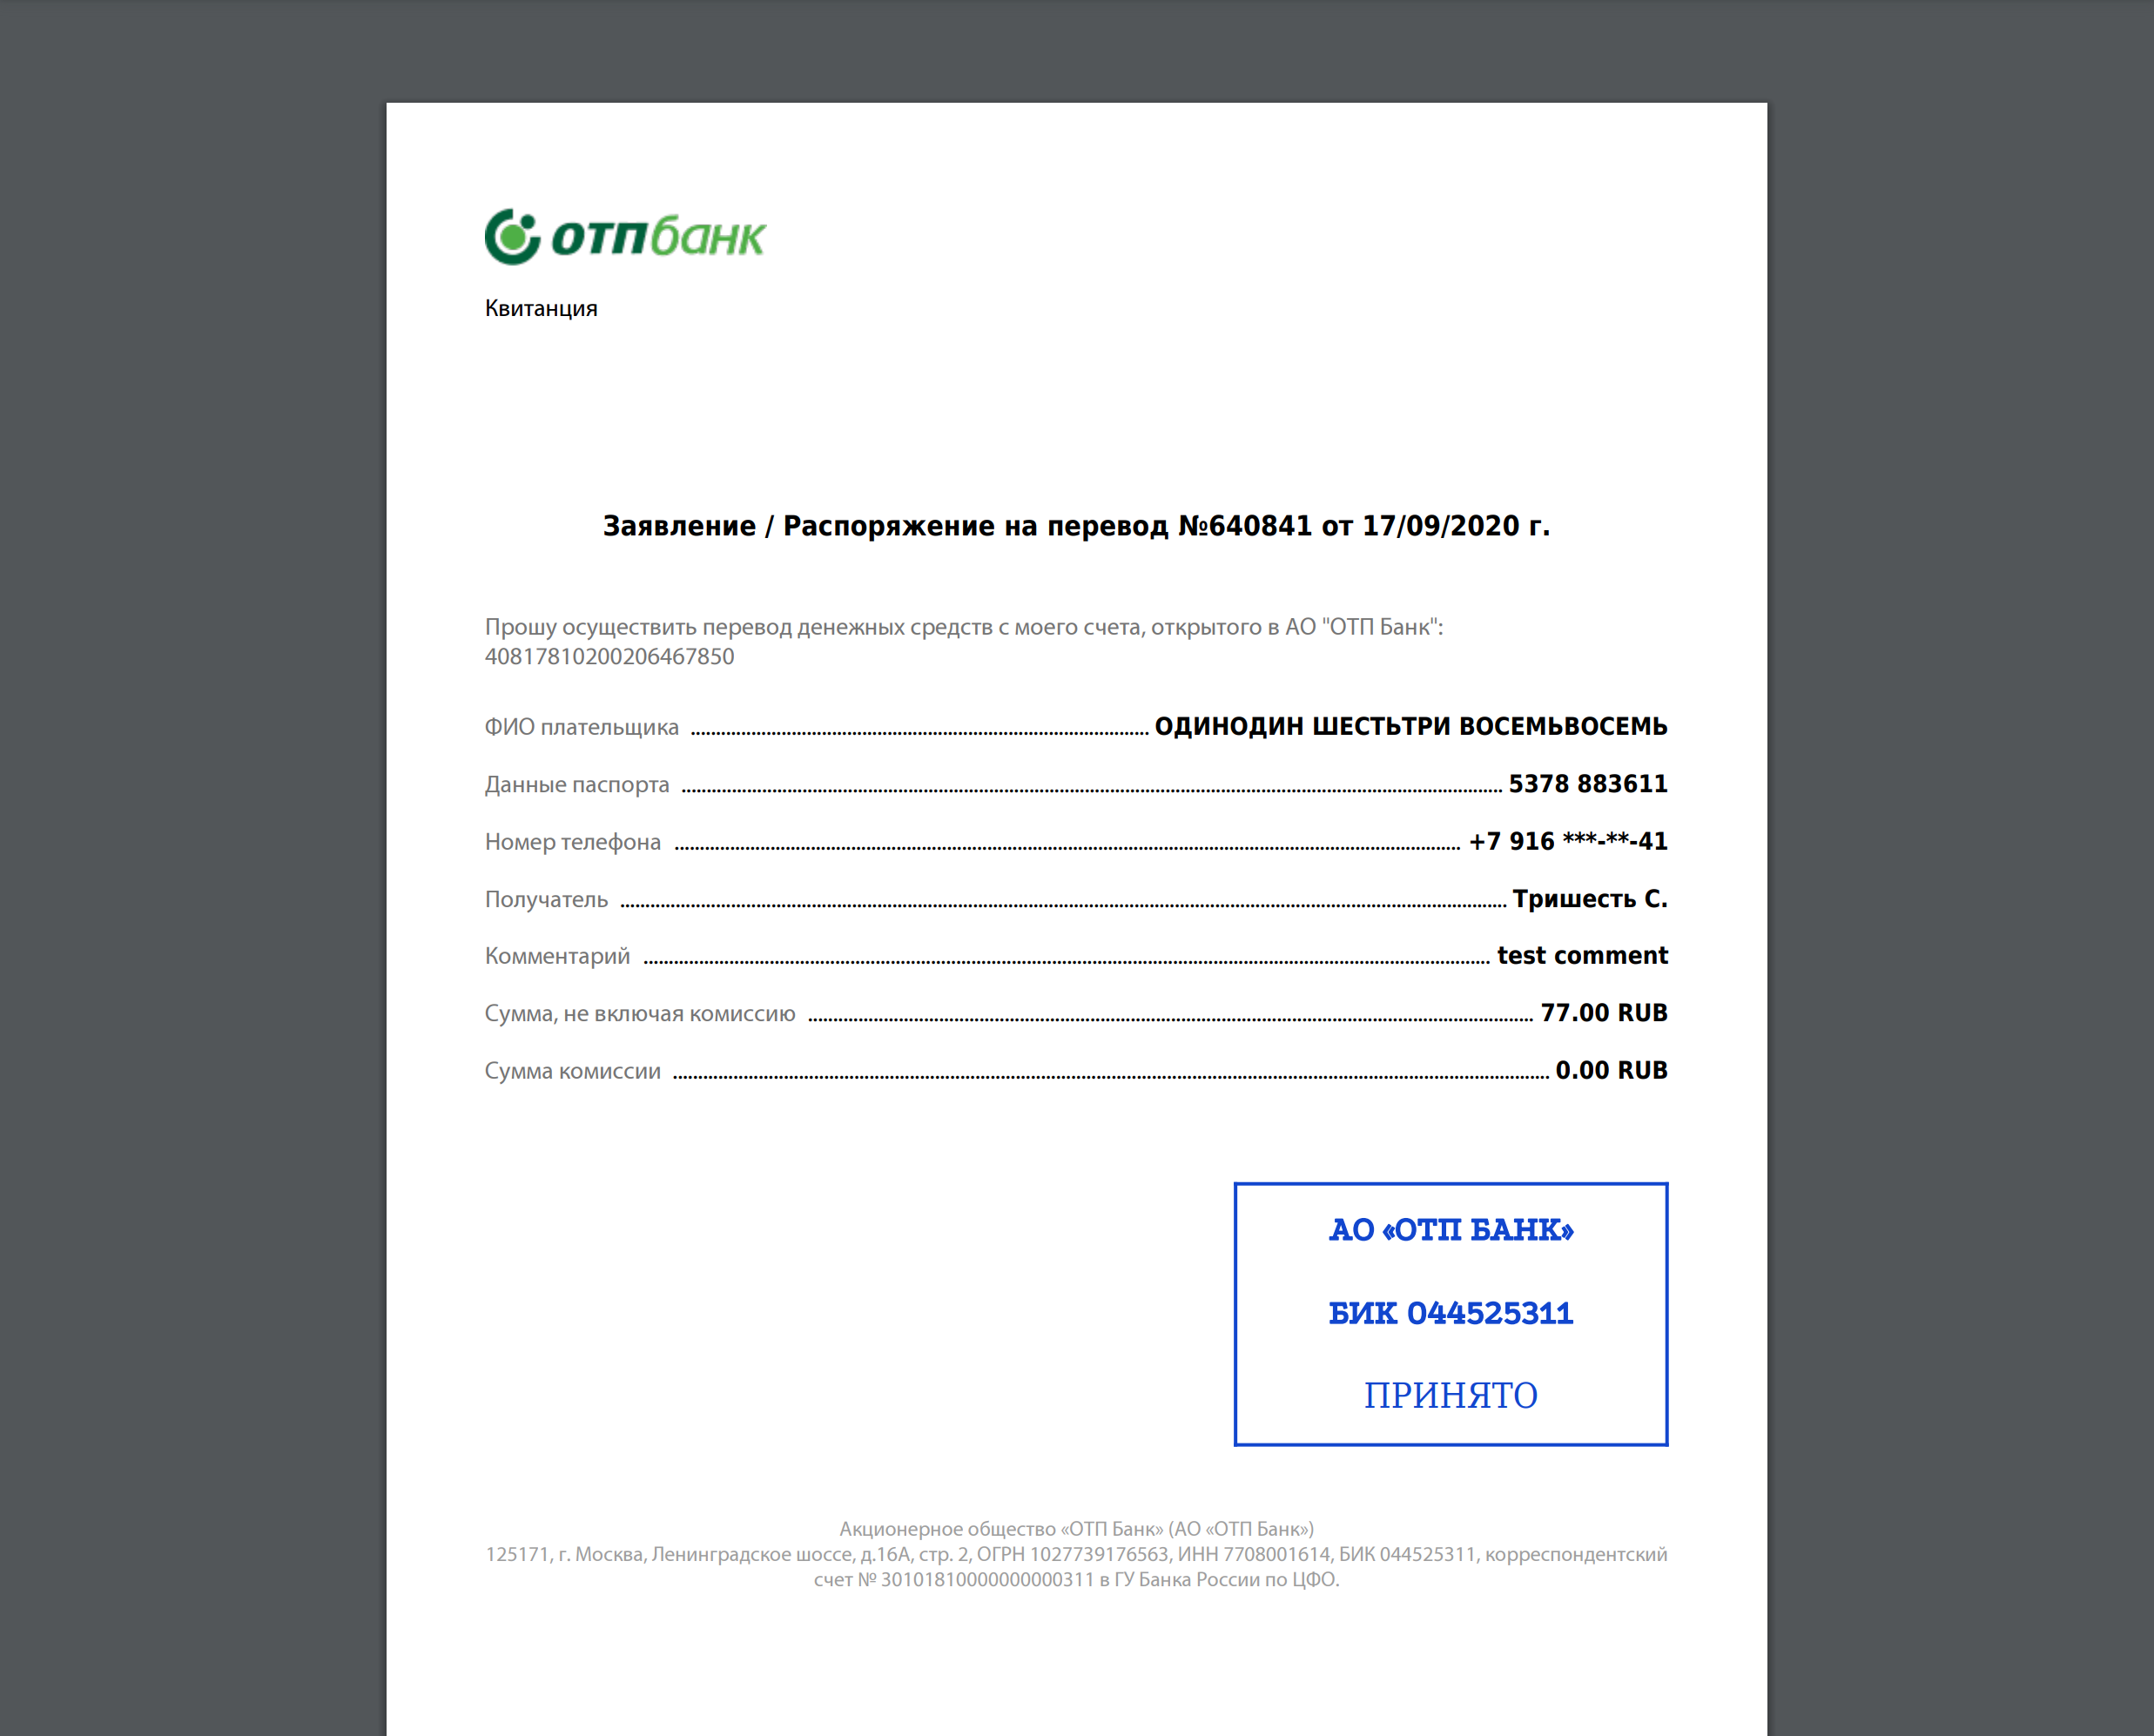 отпбанк
Квитанция
Заявление / Распоряжение на перевод №640841 от 17/09/2020 г.
Прошу осуществить перевод денежных средств с моего счета, открытого в АО "ОТП Банк":
40817810200206467850
ФИО плательщика ОДИНОДИН ШЕСТЬТРИ ВОСЕМЬВОСЕМЬ
Данные паспорта 5378 883611
Номер телефона +7 916 ***-**-41
Получатель Тришесть С.
Комментарий test comment
Сумма, не включая комиссию 77.00 RUB
Сумма комиссии 0.00 RUB
АО «ОТП БАНК»
БИК 044525311
ПРИНЯТО
Акционерное общество «ОТП Банк» (АО «ОТП Банк»)
125171, г. Москва, Ленинградское шоссе, д.16А, стр. 2, ОГРН 1027739176563, ИНН 7708001614, БИК 044525311, корреспондентский
счет № 30101810000000000311 в ГУ Банка России по ЦФО.